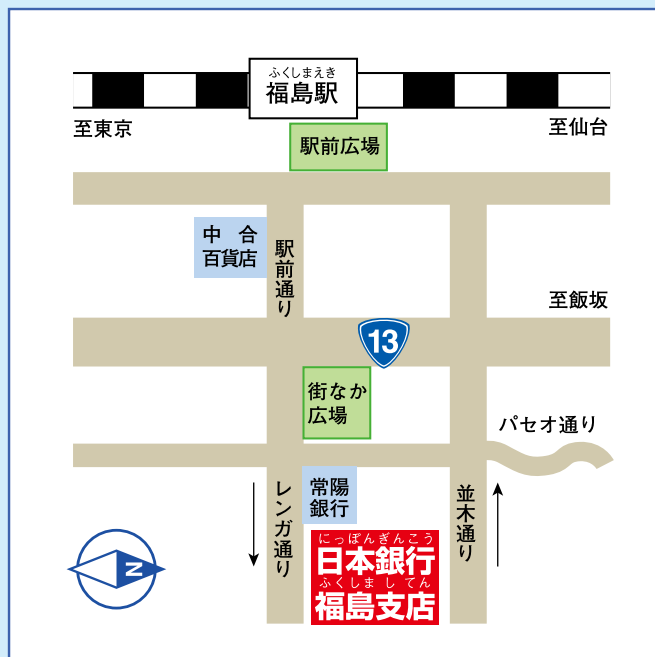 ふくしまえき
福島駅
至東京
至仙台
駅前広場
中 合
百貨店
駅前通り
至飯坂
13
街なか
広場
パセオ通り
レンガ通り
常陽
銀行
並木通り
N
にっぽんぎんこう
日本銀行
ふくしま してん
福島支店